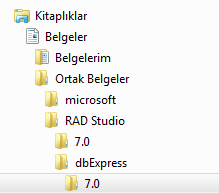 Kitaplıklar
Belgeler
Belgelerim
Ortak Belgeler
microsoft
RAD Studio
7.0
dbExpress
7.0